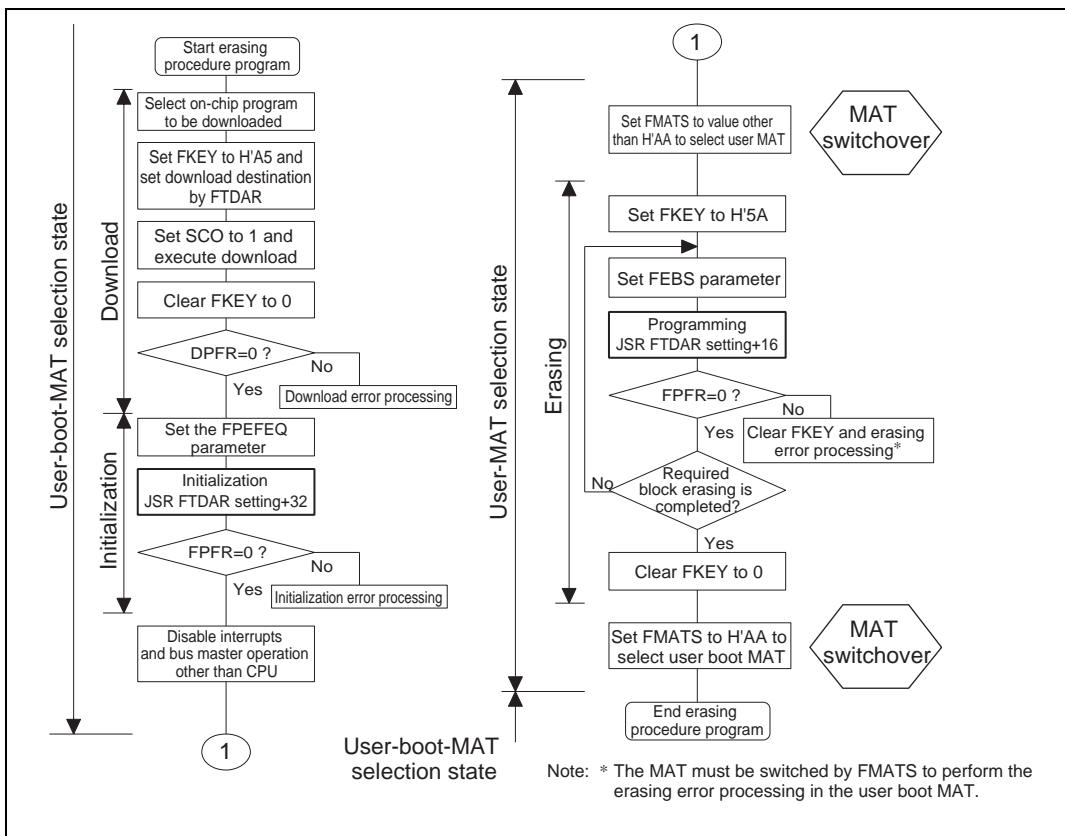 User-boot-MAT selection state
Download
Initialization
Start erasing
procedure program
Select on-chip program
to be downloaded
Set FKEY to H'A5 and
set download destination
by FTDAR
Set SCO to 1 and
execute download
Clear FKEY to 0
DPFR=0 ?
No
Yes
Download error processing
Set the FPEFEQ
parameter
Initialization
JSR FTDAR setting+32
FPFR=0 ?
No
Yes
Initialization error processing
Disable interrupts
and bus master operation
other than CPU
1
1
User-MAT selection state
Set FMATS to value other
than H'AA to select user MAT
MAT
switchover
Erasing
Set FKEY to H'5A
Set FEBS parameter
Programming
JSR FTDAR setting+16
FPFR=0 ?
No
Yes
Clear FKEY and erasing
error processing*
Required
block erasing is
completed?
No
Yes
Clear FKEY to 0
Set FMATS to H'AA to
select user boot MAT
MAT
switchover
End erasing
procedure program
User-boot-MAT
selection state
Note: * The MAT must be switched by FMATS to perform the
erasing error processing in the user boot MAT.